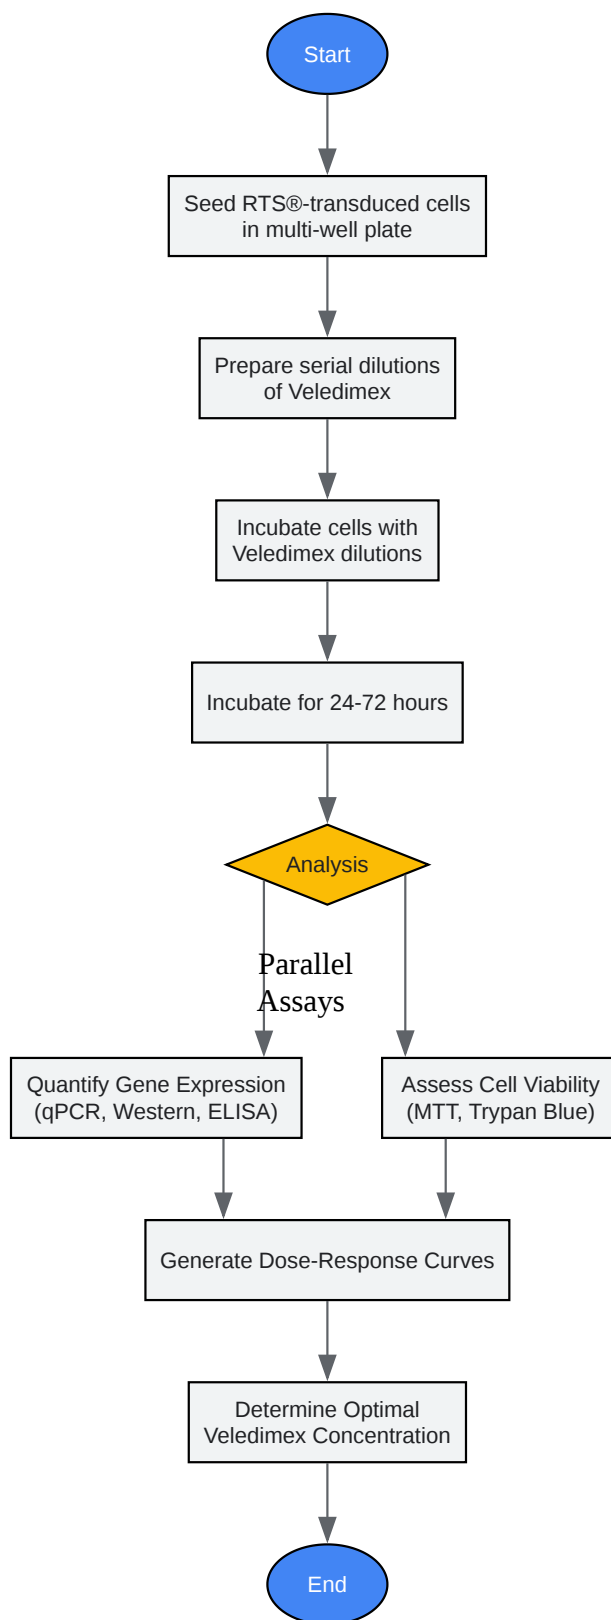 Start
Seed RTS®-transduced cells
in multi-well plate
Prepare serial dilutions
of Veledimex
Incubate cells with
Veledimex dilutions
Incubate for 24-72 hours
Analysis
Parallel
Assays
Quantify Gene Expression
(qPCR, Western, ELISA)
Assess Cell Viability
(MTT, Trypan Blue)
Generate Dose-Response Curves
Determine Optimal
Veledimex Concentration
End